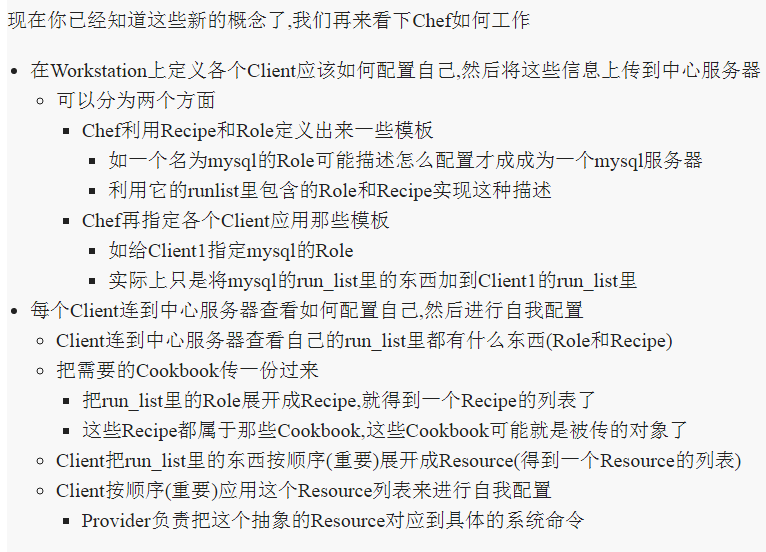 现在你已经知道这些新的概念了,我们再来看下Chef如何工作
在Workstation上定义各个Client应该如何配置自己,然后将这些信息上传到中心服务器
可以分为两个方面
Chef利用Recipe和Role定义出来一些模板
如一个名为mysql的Role可能描述怎么配置才成成为一个mysql服务器
利用它的runlist里包含的Role和Recipe实现这种描述
Chef再指定各个Client应用那些模板
如给Client1指定mysql的Role
实际上只是将mysql的run_list里的东西加到Client1的run_list里
每个Client连到中心服务器查看如何配置自己,然后进行自我配置
Client连到中心服务器查看自己的run_list里都有什么东西(Role和Recipe)
把需要的Cookbook传一份过来
把run_list里的Role展开成Recipe,就得到一个Recipe的列表了
这些Recipe都属于那些Cookbook,这些Cookbook可能就是被传的对象了
Client把run_list里的东西按顺序(重要)展开成Resource(得到一个Resource的列表)
Client按顺序(重要)应用这个Resource列表来进行自我配置
Provider负责把这个抽象的Resource对应到具体的系统命令